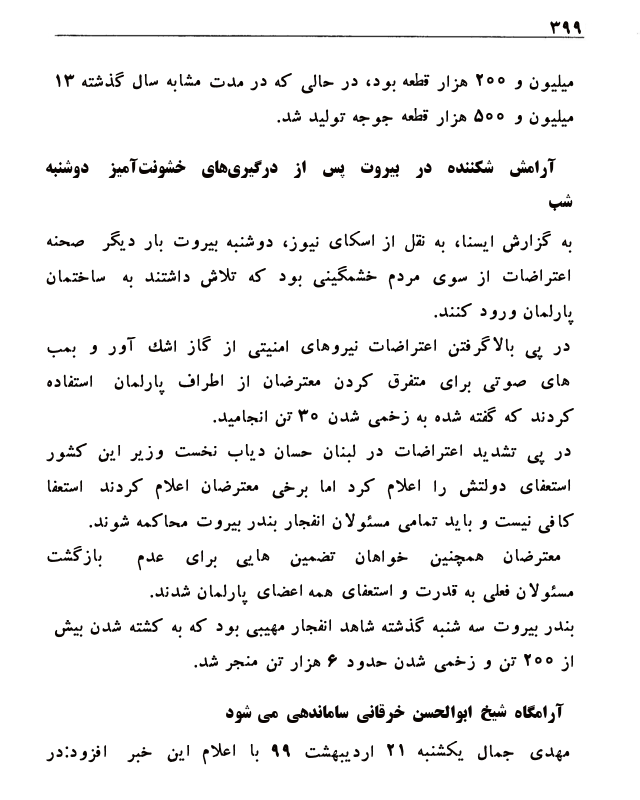 ۳۹۹
میلیون و ۲۰۰ هزار قطعه بود، در حالی که در مدت مشابه سال گذشته ۱۳
میلیون و ۵۰۰ هزار قطعه جوجه تولید شد.
آرامش شکننده در بیروت پس از درگیری‌های خشونت‌آمیز دوشنبه
شب
به گزارش ایسنا، به نقل از اسکای نیوز، دوشنبه بیروت بار دیگر صحنه
اعتراضات از سوی مردم خشمگینی بود که تلاش داشتند به ساختمان
پارلمان ورود کنند.
در پی بالاگرفتن اعتراضات نیروهای امنیتی از گاز اشك آور و بمب
های صوتی برای متفرق کردن معترضان از اطراف پارلمان استفاده
کردند که گفته شده به زخمی شدن ۳۰ تن انجامید.
در پی تشدید اعتراضات در لبنان حسان دیاب نخست وزیر این کشور
استعفای دولتش را اعلام کرد اما برخی معترضان اعلام کردند استعفا
کافی نیست و باید تمامی مسئولان انفجار بندر بیروت محاکمه شوند.
معترضان همچنین خواهان تضمین هایی برای عدم بازگشت
مسئولان فعلی به قدرت و استعفای همه اعضای پارلمان شدند.
بندر بیروت سه شنبه گذشته شاهد انفجار مهیبی بود که به کشته شدن بیش
از ۲۰۰ تن و زخمی شدن حدود ۶ هزار تن منجر شد.
آرامگاه شیخ ابوالحسن خرقانی ساماندهی می شود
مهدی جمال یکشنبه ۲۱ اردیبهشت ۹۹ با اعلام این خبر افزود:در